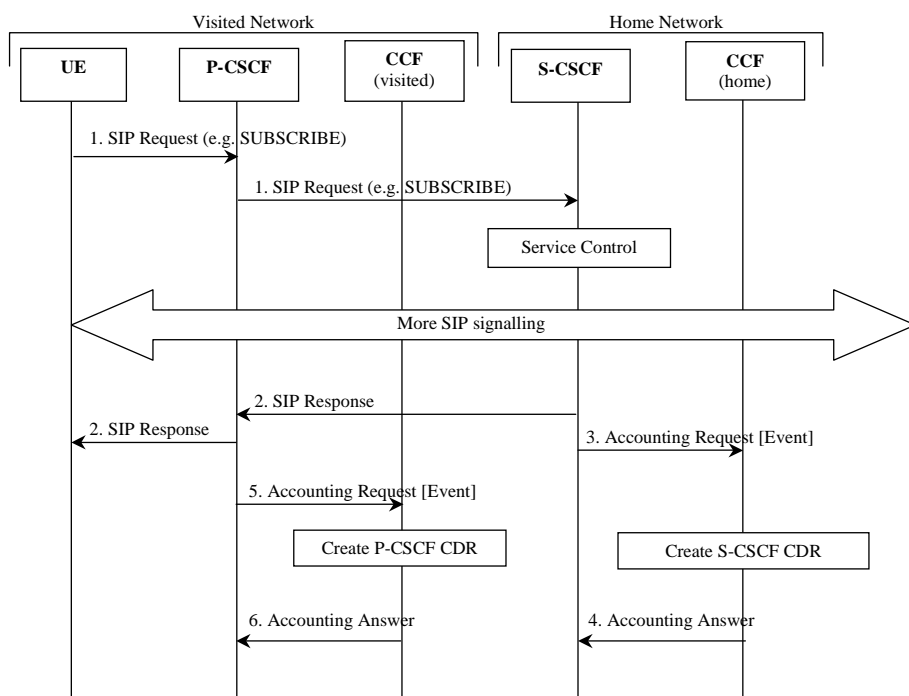 Visited Network
Home Network
UE
P-CSCF
CCF
(visited)
S-CSCF
CCF
(home)
1. SIP Request (e.g. SUBSCRIBE)
1. SIP Request (e.g. SUBSCRIBE)
Service Control
More SIP signalling
2. SIP Response
2. SIP Response
3. Accounting Request [Event]
5. Accounting Request [Event]
Create P-CSCF CDR
Create S-CSCF CDR
6. Accounting Answer
4. Accounting Answer